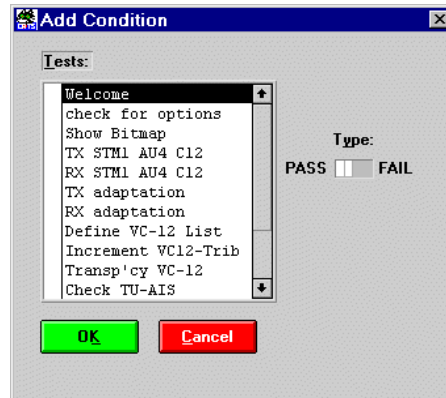 Add Condition
Tests:
Welcome
check for options
Show Bitmap
TX STM1 AU4 C12
RX STM1 AU4 C12
TX adaptation
RX adaptation
Define VC-12 List
Increment VC12-Trib
Transp'cy VC-12
Check TU-AIS
Type:
PASS FAIL
OK Cancel